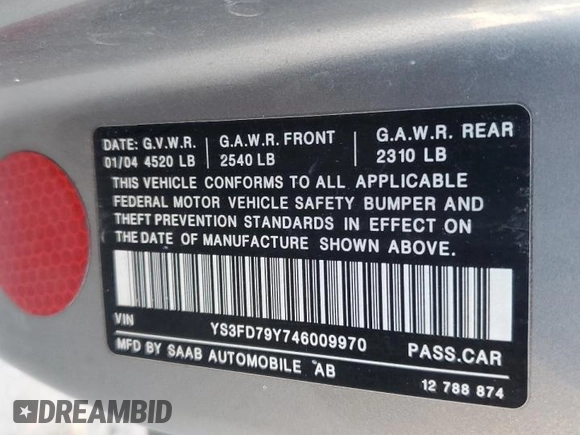 DATE: G.V.W.R. G.A.W.R. FRONT G.A.W.R. REAR
01/04 4520 LB 2540 LB 2310 LB
THIS VEHICLE CONFORMS TO ALL APPLICABLE
FEDERAL MOTOR VEHICLE SAFETY BUMPER AND
THEFT PREVENTION STANDARDS IN EFFECT ON
THE DATE OF MANUFACTURE SHOWN ABOVE.
VIN YS3FD79Y746009970 PASS.CAR
MFD BY SAAB AUTOMOBILE AB
12 788 874
DREAMBID